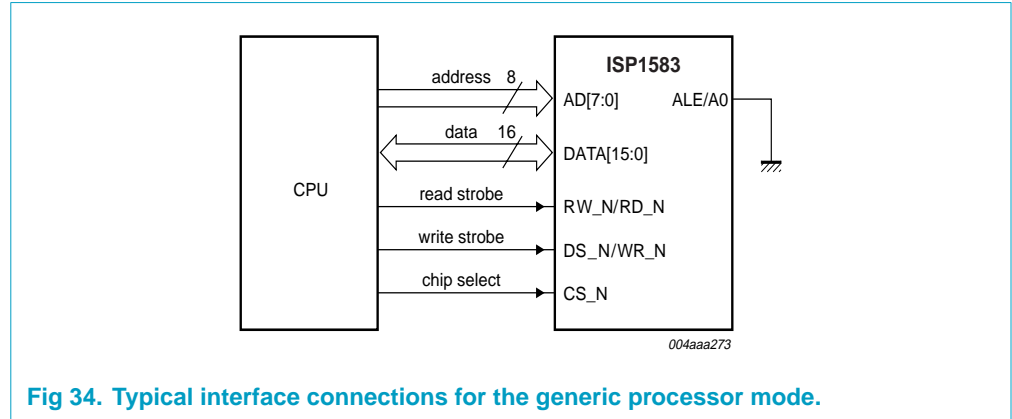 ISP1583
address 8
AD[7:0] ALE/A0
data 16
DATA[15:0]
CPU
read strobe
RW_N/RD_N
write strobe
DS_N/WR_N
chip select
CS_N
004aaa273
Fig 34. Typical interface connections for the generic processor mode.